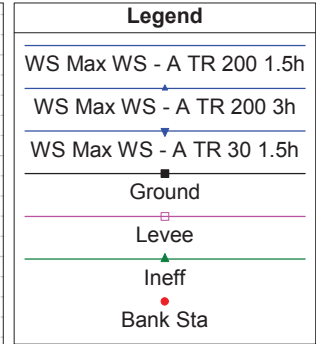 Legend
WS Max WS - A TR 200 1.5h
WS Max WS - A TR 200 3h
WS Max WS - A TR 30 1.5h
Ground
Levee
Ineff
Bank Sta